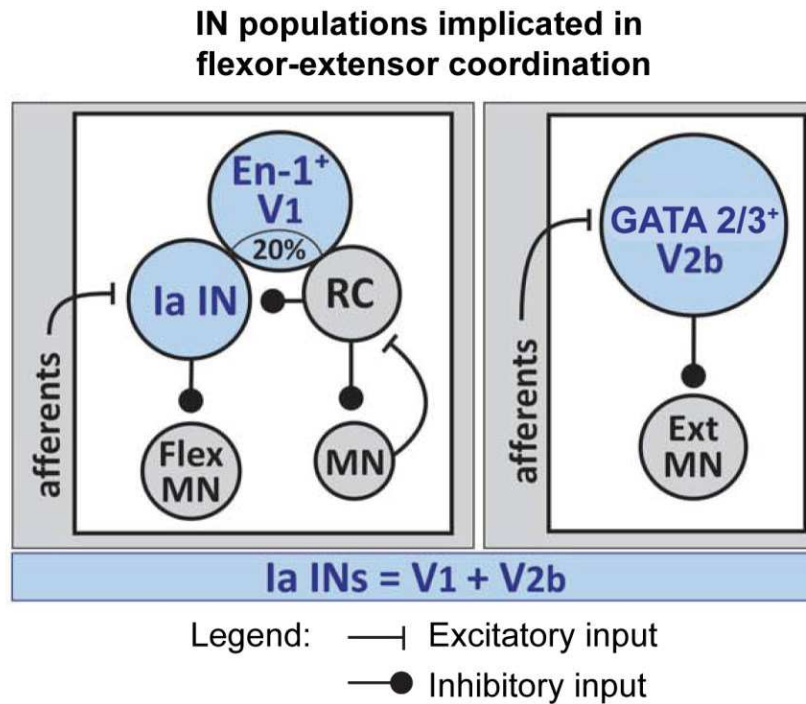 IN populations implicated in
flexor-extensor coordination
En-1⁺
V1
20%
Ia IN
RC
afferents
Flex
MN
MN
GATA 2/3⁺
V2b
afferents
Ext
MN
Ia INs = V1 + V2b
Legend:
Excitatory input
Inhibitory input